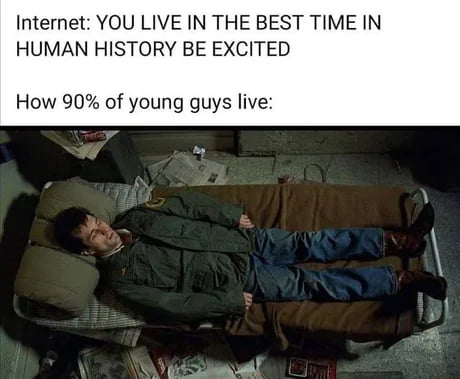 Internet: YOU LIVE IN THE BEST TIME IN
HUMAN HISTORY BE EXCITED
How 90% of young guys live: